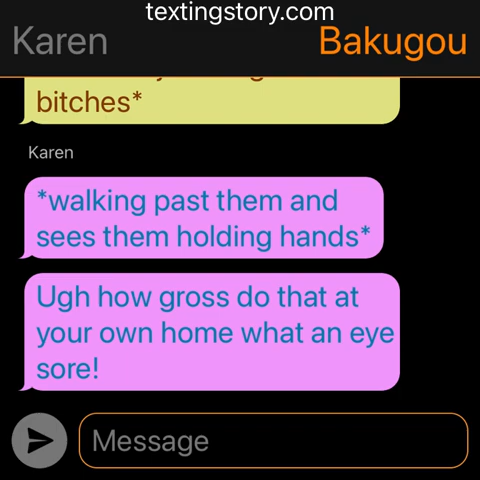 textingstory.com
Karen Bakugou
bitches*
Karen
*walking past them and
sees them holding hands*
Ugh how gross do that at
your own home what an eye
sore!
Message